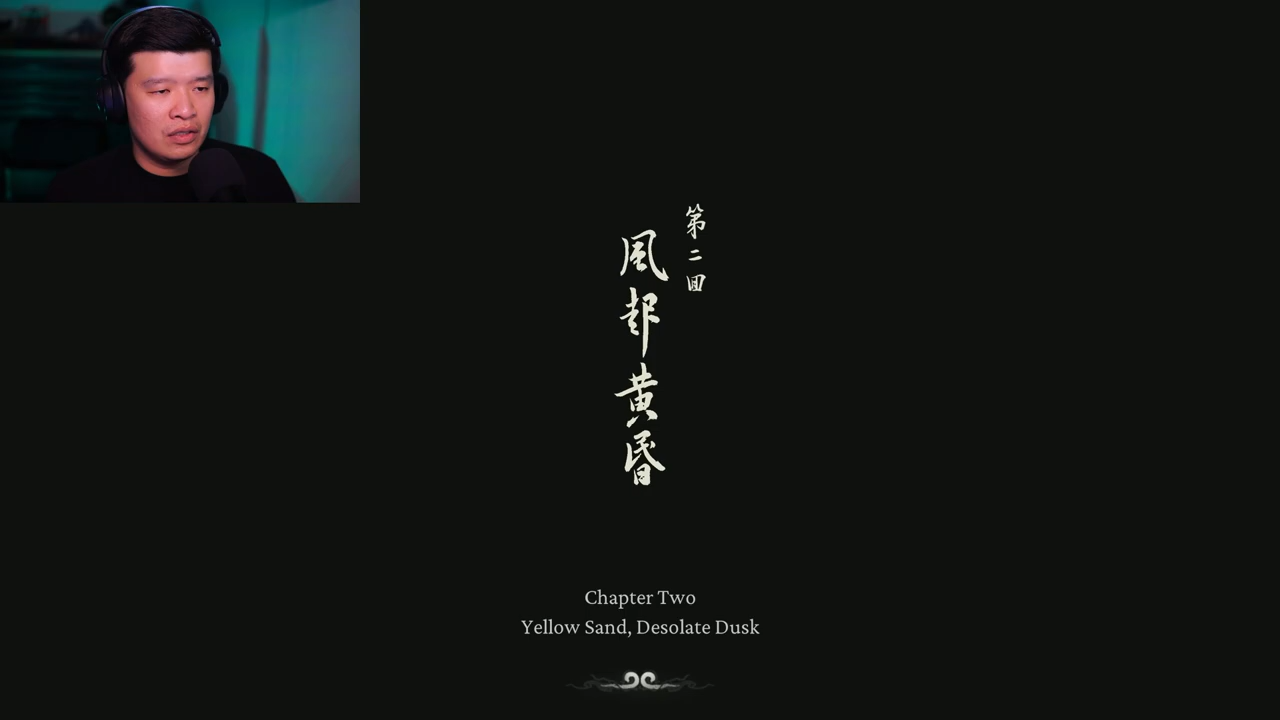 第二回
風起黄昏
Chapter Two
Yellow Sand, Desolate Dusk